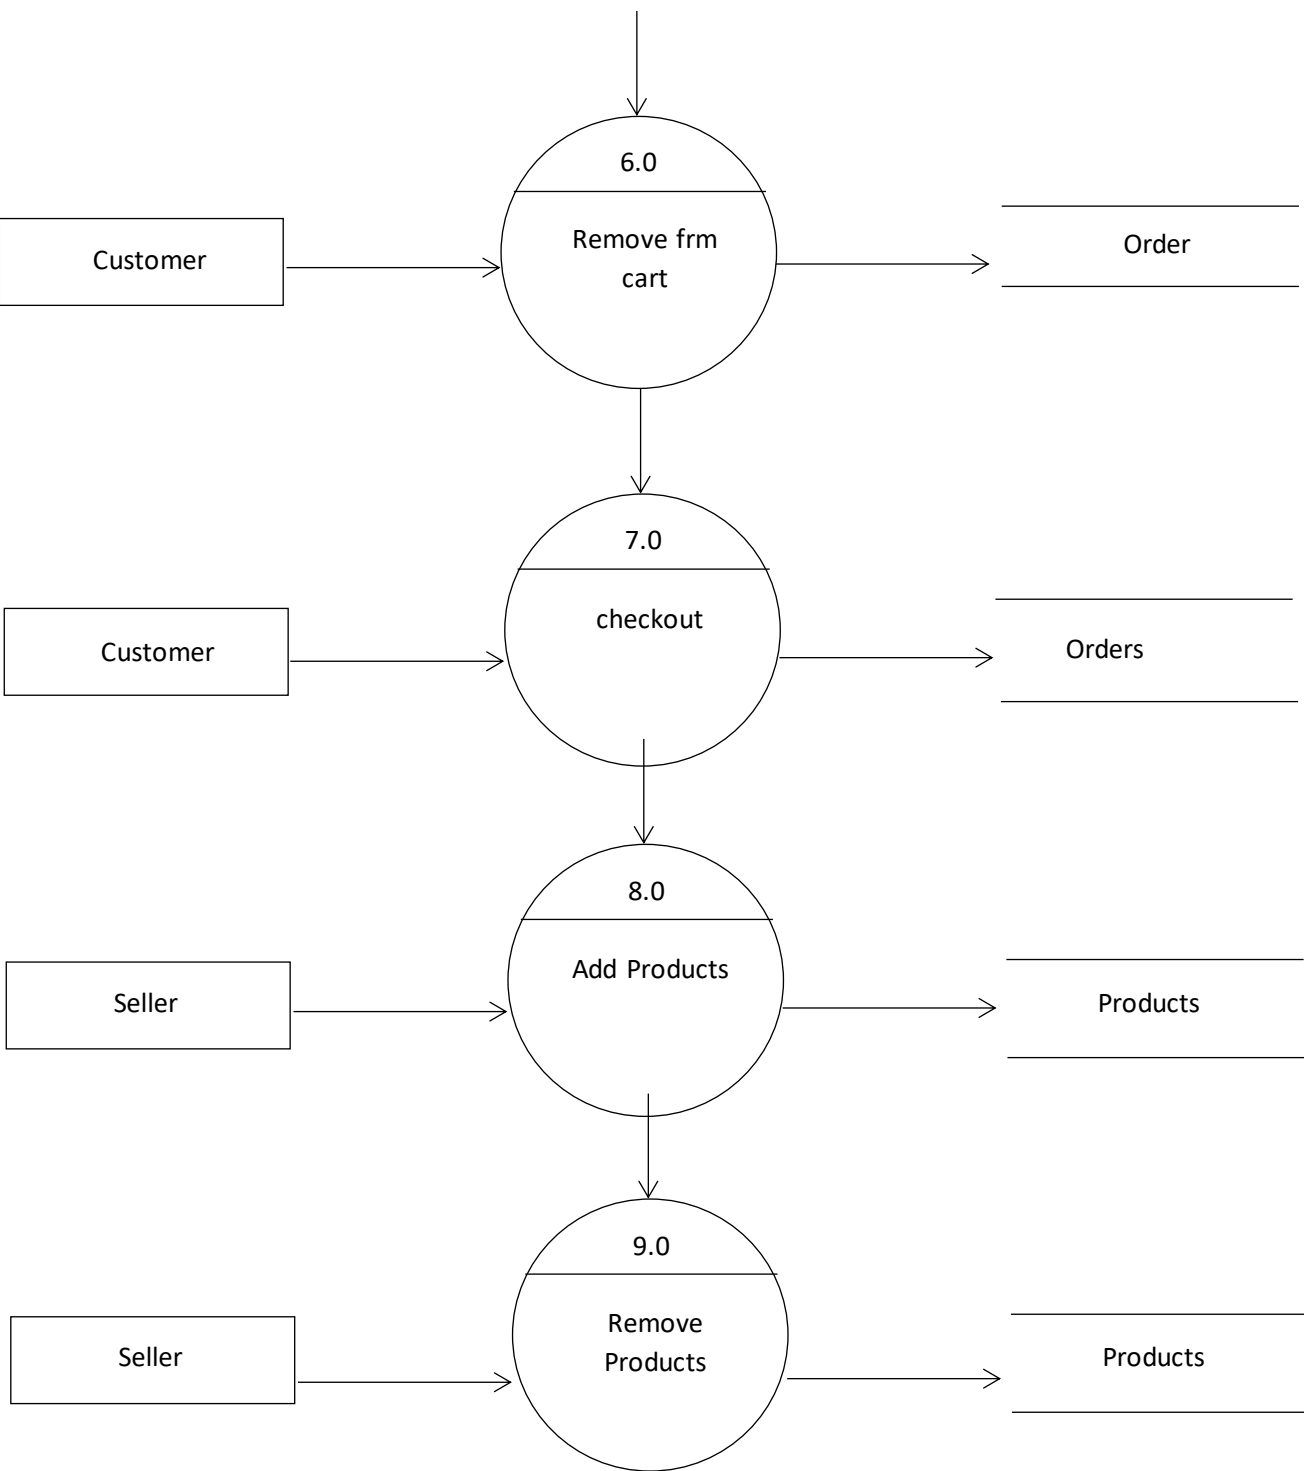 6.0
Customer
Remove frm
cart
Order
7.0
Customer
checkout
Orders
8.0
Seller
Add Products
Products
9.0
Seller
Remove
Products
Products